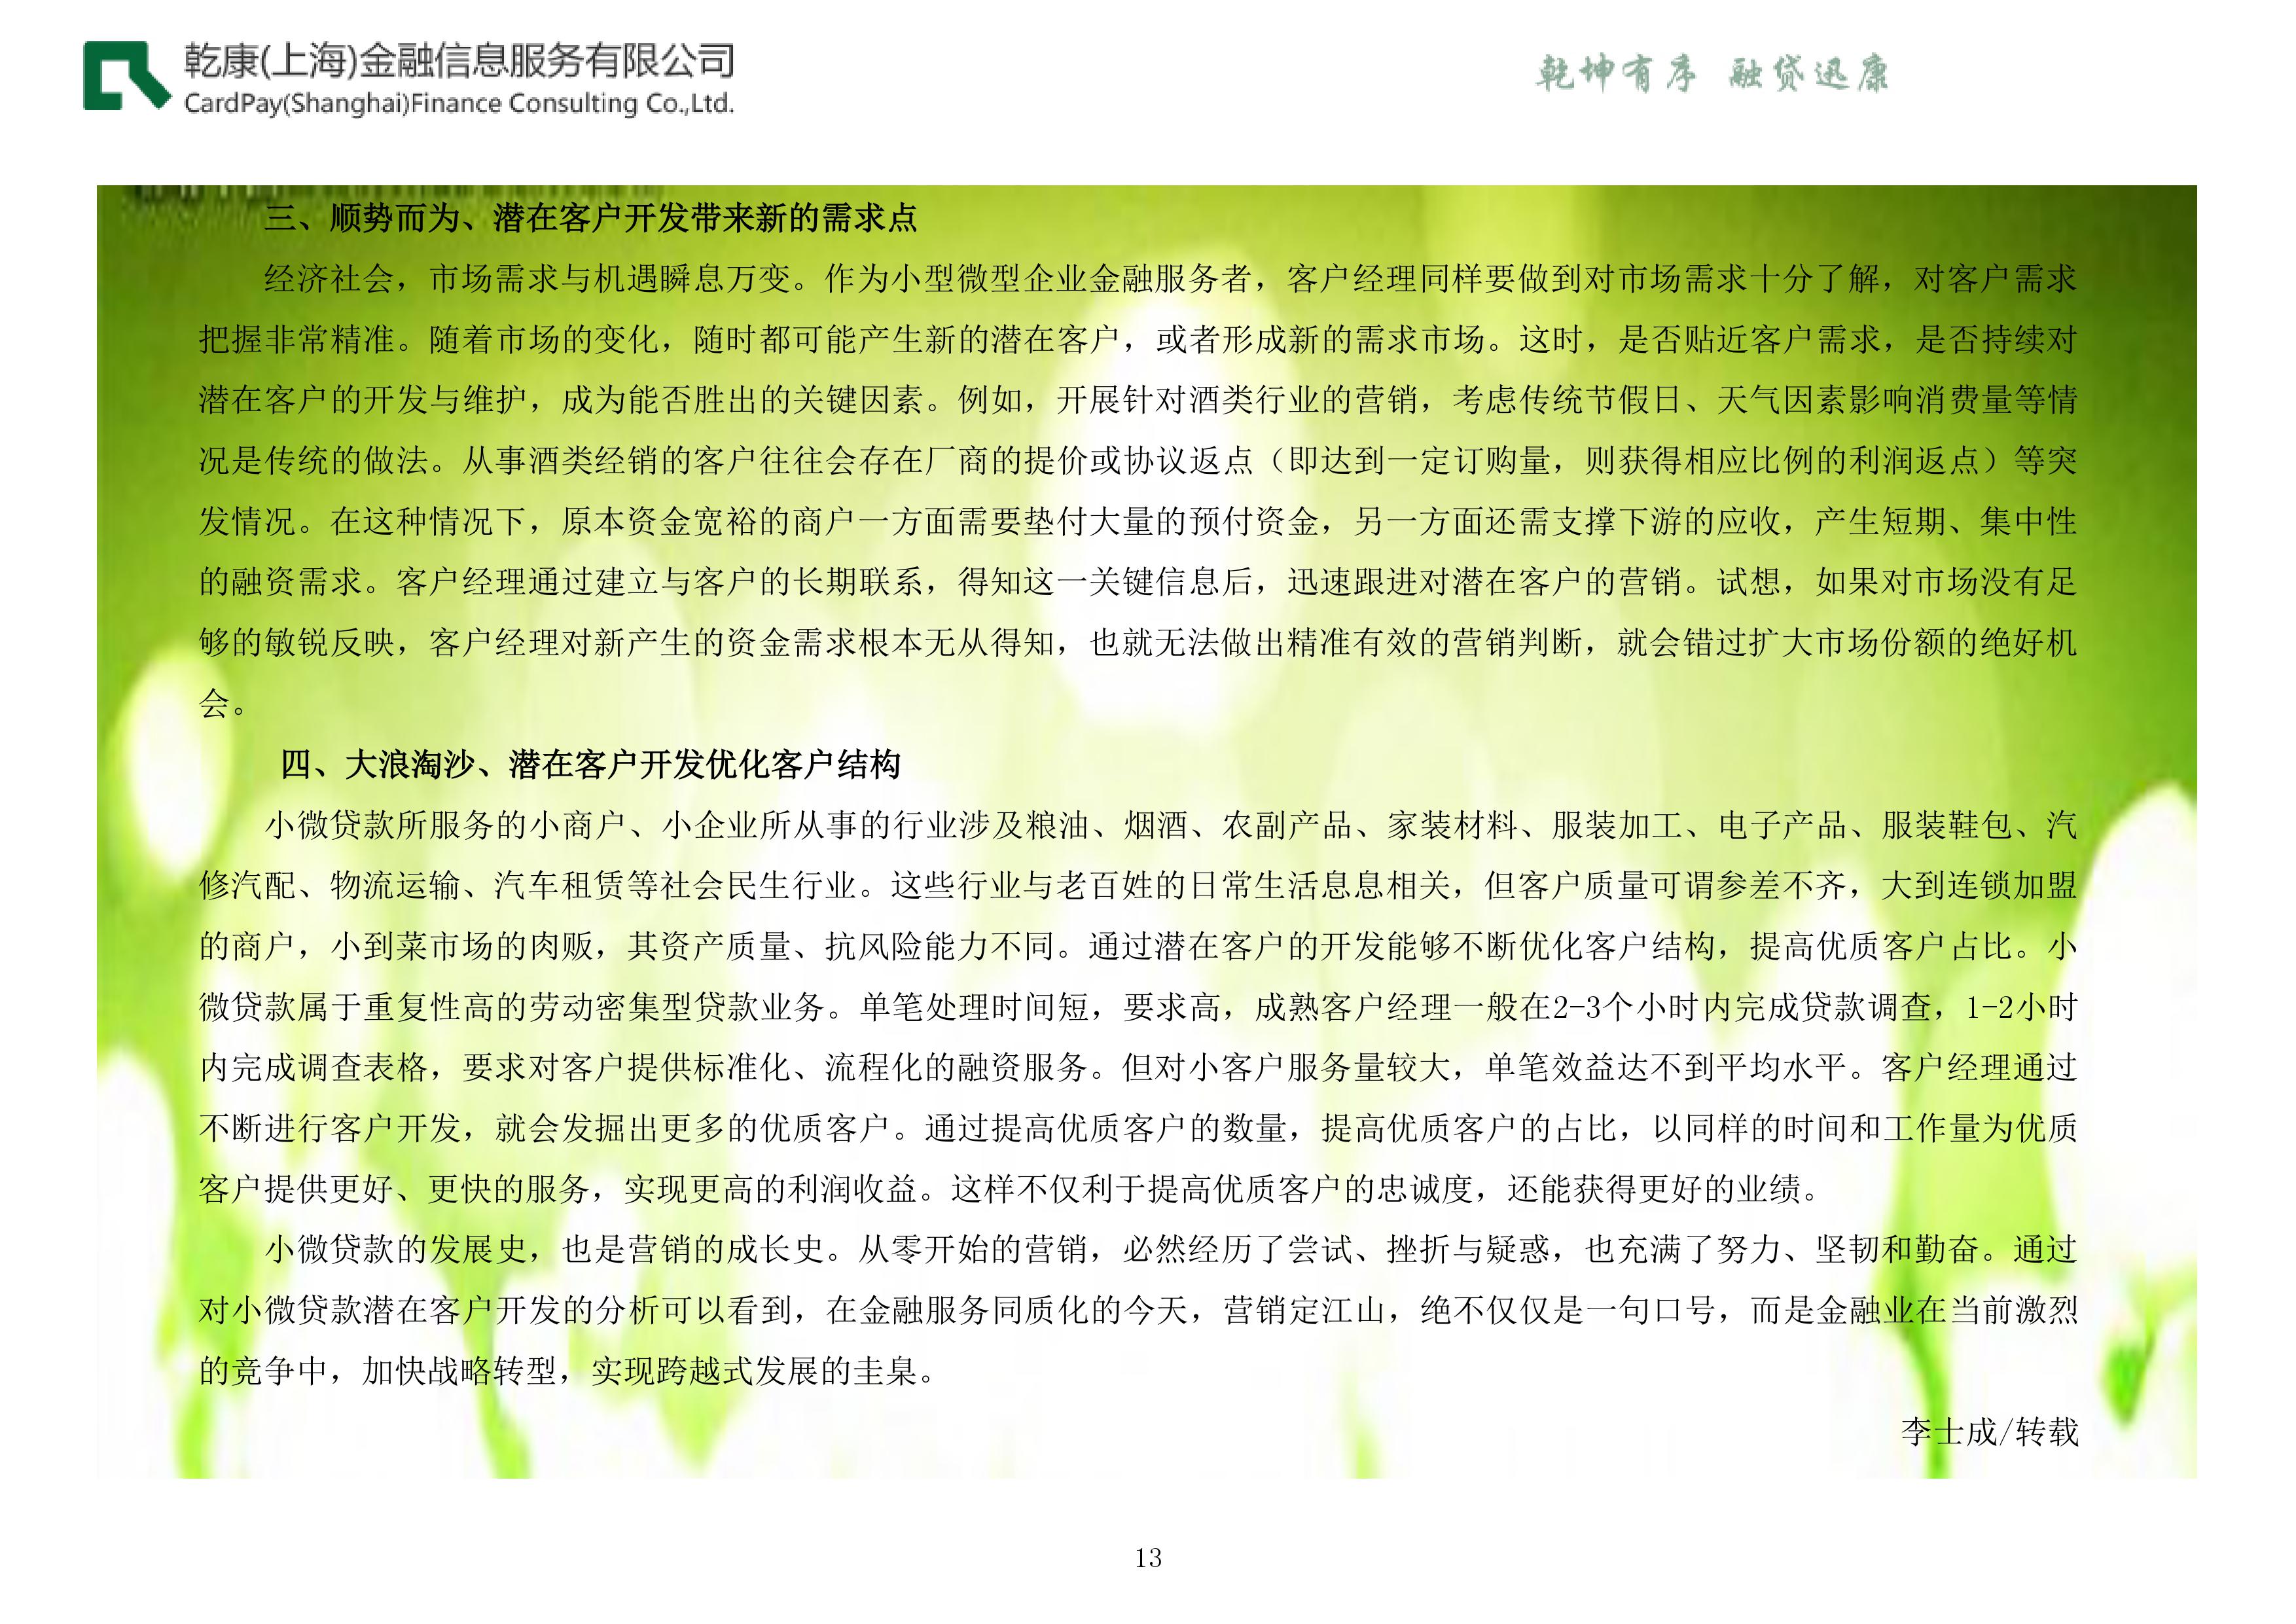 乾康(上海)金融信息服务有限公司
CardPay(Shanghai)Finance Consulting Co.,Ltd.
乾坤有序 融贷迅康
三、顺势而为、潜在客户开发带来新的需求点
经济社会，市场需求与机遇瞬息万变。作为小型微型企业金融服务者，客户经理同样要做到对市场需求十分了解，对客户需求
把握非常精准。随着市场的变化，随时都可能产生新的潜在客户，或者形成新的需求市场。这时，是否贴近客户需求，是否持续对
潜在客户的开发与维护，成为能否胜出的关键因素。例如，开展针对酒类行业的营销，考虑传统节假日、天气因素影响消费量等情
况是传统的做法。从事酒类经销的客户往往会存在厂商的提价或协议返点（即达到一定订购量，则获得相应比例的利润返点）等突
发情况。在这种情况下，原本资金宽裕的商户一方面需要垫付大量的预付资金，另一方面还需支撑下游的应收，产生短期、集中性
的融资需求。客户经理通过建立与客户的长期联系，得知这一关键信息后，迅速跟进对潜在客户的营销。试想，如果对市场没有足
够的敏锐反映，客户经理对新产生的资金需求根本无从得知，也就无法做出精准有效的营销判断，就会错过扩大市场份额的绝好机
会。
四、大浪淘沙、潜在客户开发优化客户结构
小微贷款所服务的小商户、小企业所从事的行业涉及粮油、烟酒、农副产品、家装材料、服装加工、电子产品、服装鞋包、汽
修汽配、物流运输、汽车租赁等社会民生行业。这些行业与老百姓的日常生活息息相关，但客户质量可谓参差不齐，大到连锁加盟
的商户，小到菜市场的肉贩，其资产质量、抗风险能力不同。通过潜在客户的开发能够不断优化客户结构，提高优质客户占比。小
微贷款属于重复性高的劳动密集型贷款业务。单笔处理时间短，要求高，成熟客户经理一般在2-3个小时内完成贷款调查，1-2小时
内完成调查表格，要求对客户提供标准化、流程化的融资服务。但对小客户服务量较大，单笔效益达不到平均水平。客户经理通过
不断进行客户开发，就会发掘出更多的优质客户。通过提高优质客户的数量，提高优质客户的占比，以同样的时间和工作量为优质
客户提供更好、更快的服务，实现更高的利润收益。这样不仅利于提高优质客户的忠诚度，还能获得更好的业绩。
小微贷款的发展史，也是营销的成长史。从零开始的营销，必然经历了尝试、挫折与疑惑，也充满了努力、坚韧和勤奋。通过
对小微贷款潜在客户开发的分析可以看到，在金融服务同质化的今天，营销定江山，绝不仅仅是一句口号，而是金融业在当前激烈
的竞争中，加快战略转型，实现跨越式发展的圭臬。
李士成/转载
13